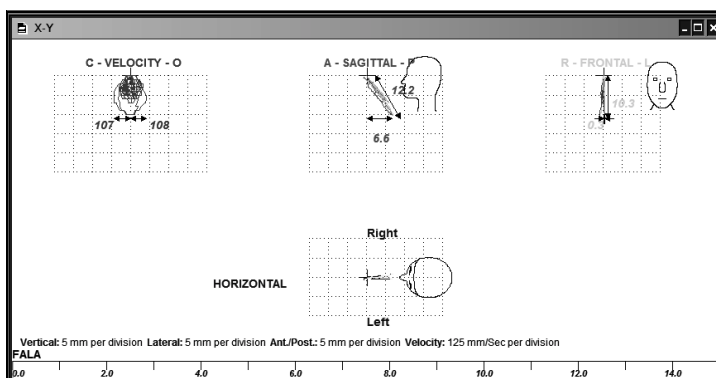 X-Y
C - VELOCITY - O A - SAGITTAL - P R - FRONTAL - L
12.2
10.3
107 108
6.6
0.3
Right
HORIZONTAL
Left
Vertical: 5 mm per division Lateral: 5 mm per division Ant./Post.: 5 mm per division Velocity: 125 mm/Sec per division
FALA
0.0 2.0 4.0 6.0 8.0 10.0 12.0 14.0